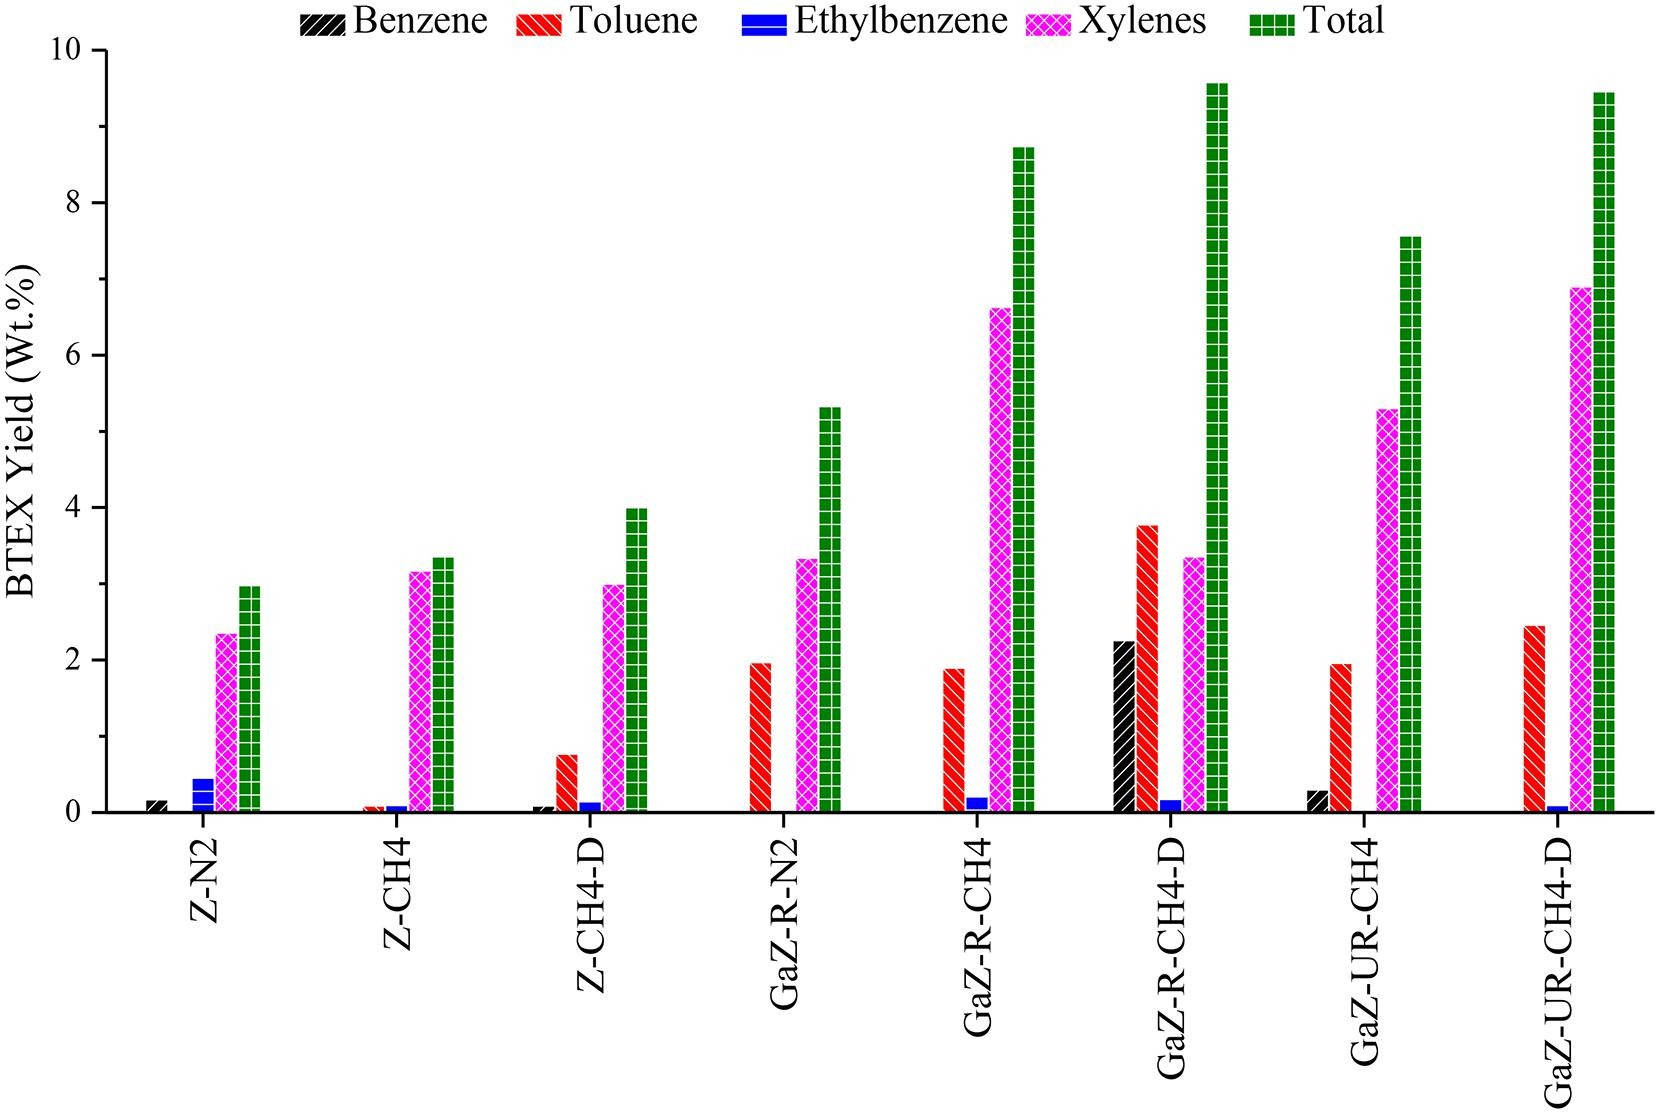 Benzene Toluene Ethylbenzene Xylenes Total
BTEX Yield (Wt.%)
10
8
6
4
2
0
Z-N2
Z-CH4
Z-CH4-D
GaZ-R-N2
GaZ-R-CH4
GaZ-R-CH4-D
GaZ-UR-CH4
GaZ-UR-CH4-D